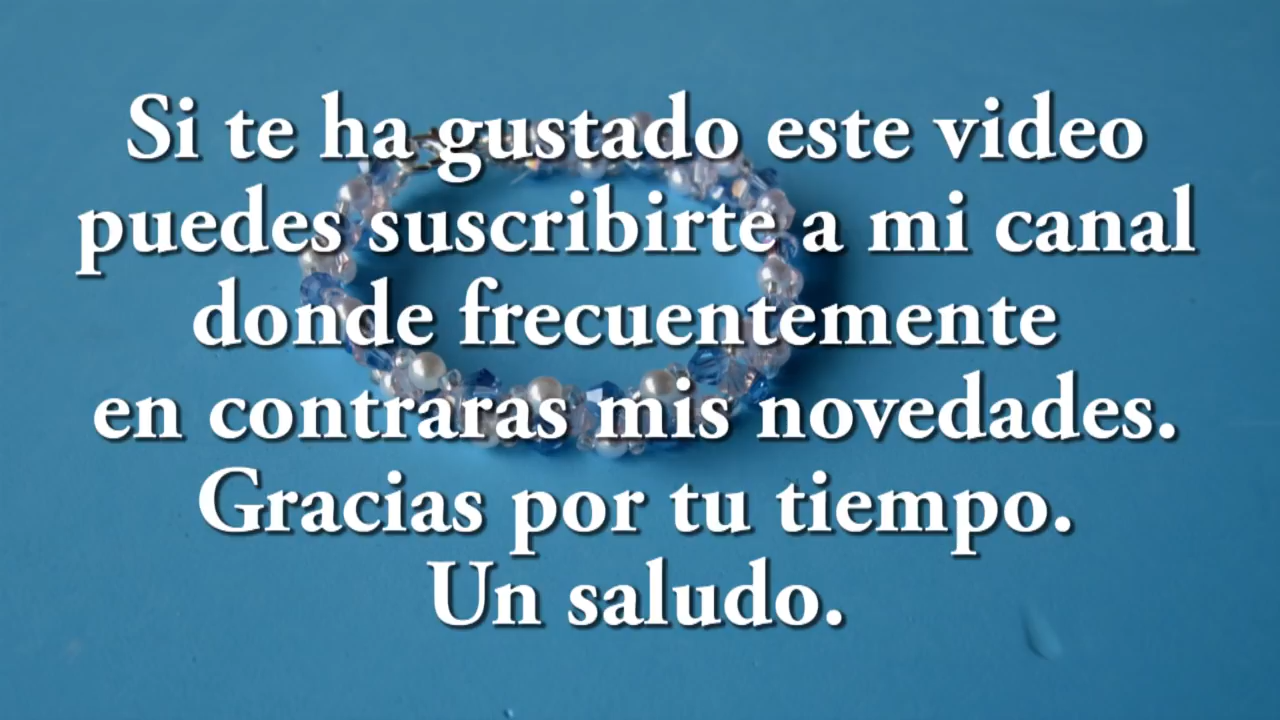 Si te ha gustado este video
puedes suscribirte a mi canal
donde frecuentemente
en contraras mis novedades.
Gracias por tu tiempo.
Un saludo.